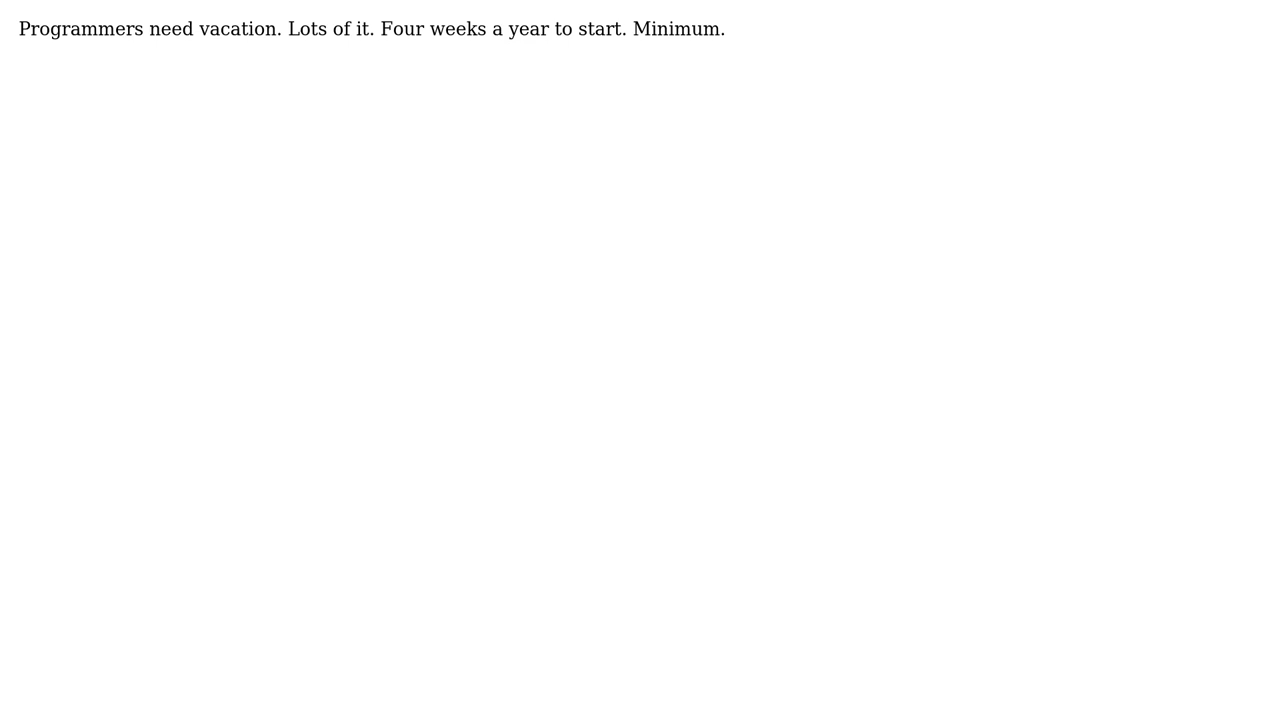 Programmers need vacation. Lots of it. Four weeks a year to start. Minimum.